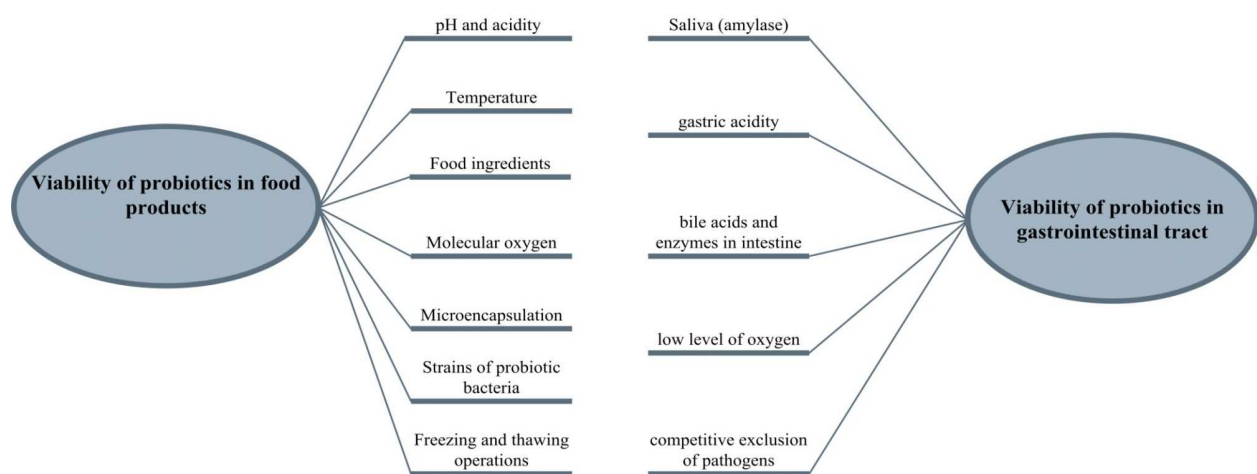 Viability of probiotics in food
products
pH and acidity
Temperature
Food ingredients
Molecular oxygen
Microencapsulation
Strains of probiotic
bacteria
Freezing and thawing
operations
Saliva (amylase)
gastric acidity
bile acids and
enzymes in intestine
low level of oxygen
competitive exclusion
of pathogens
Viability of probiotics in
gastrointestinal tract